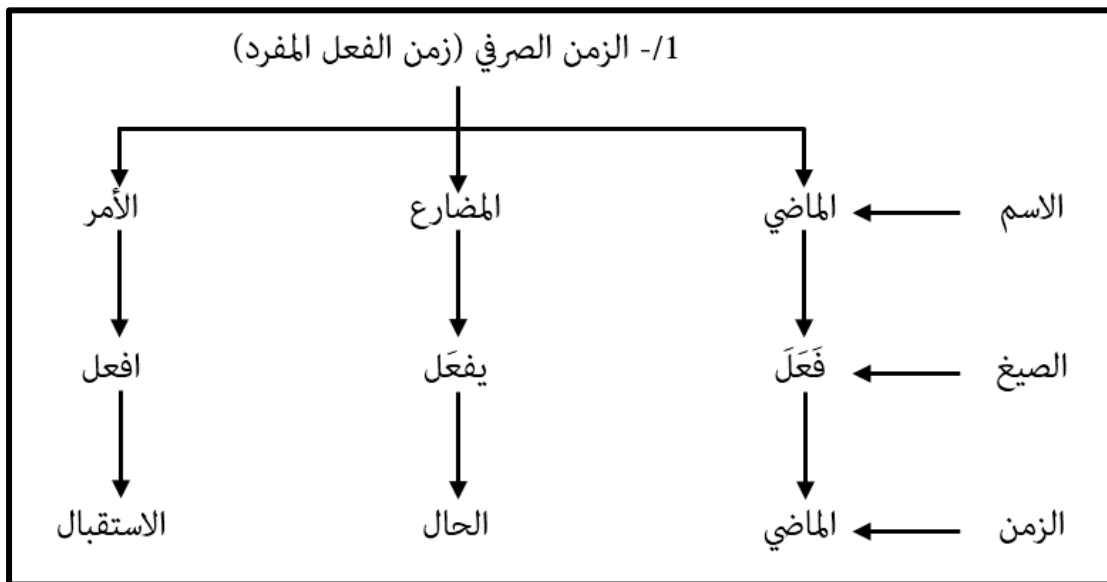 1/- الزمن الصرفي (زمن الفعل المفرد)
الاسم الماضي المضارع الأمر
الصيغ فَعَلَ يفعَل افعل
الزمن الماضي الحال الاستقبال